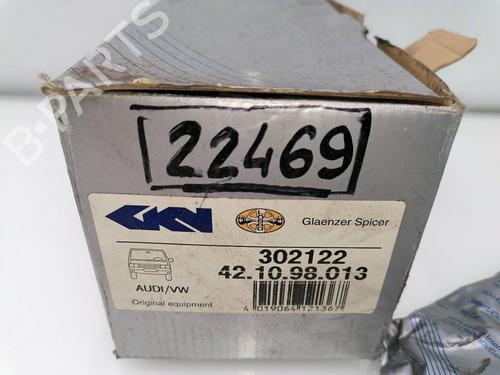 B-PARTS
22469
GKN
Glaenzer Spicer
302122
42.10.98.013
AUDI/VW
Original equipment
4 019064 121367